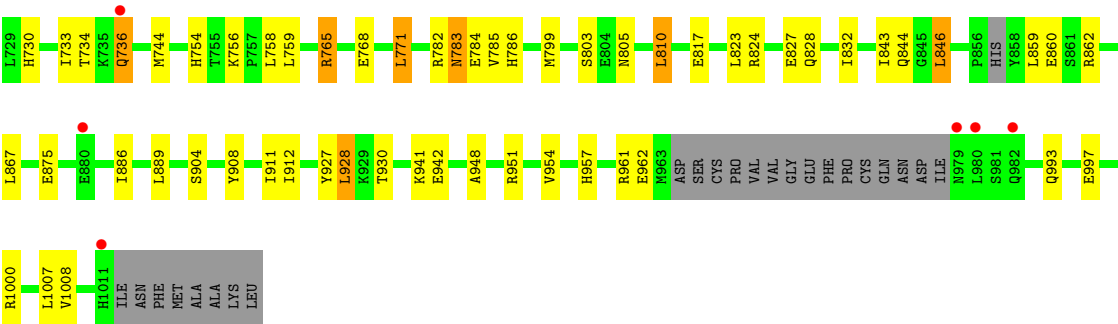 L729 H730 I733 T734 K735 Q736 M744 H754 T755 K756 P757 L758 L759 R765 E768 L771 R782 N783 E784 V785 H786 M799 S803 E804 N805 L810 E817 L823 R824 E827 Q828 I832 I843 Q844 G845 L846 P856 HIS Y858 L859 E860 S861 R862
L867 E875 E880 I886 L889 S904 Y908 I911 I912 Y927 L928 K929 T930 K941 E942 A948 R951 V954 H957 R961 E962 M963 ASP SER CYS PRO VAL VAL GLY GLU PHE PRO CYS GLN ASN ASP ILE N979 L980 S981 Q982 Q993 E997
R1000 L1007 V1008 H1011 ILE ASN PHE MET ALA ALA LYS LEU